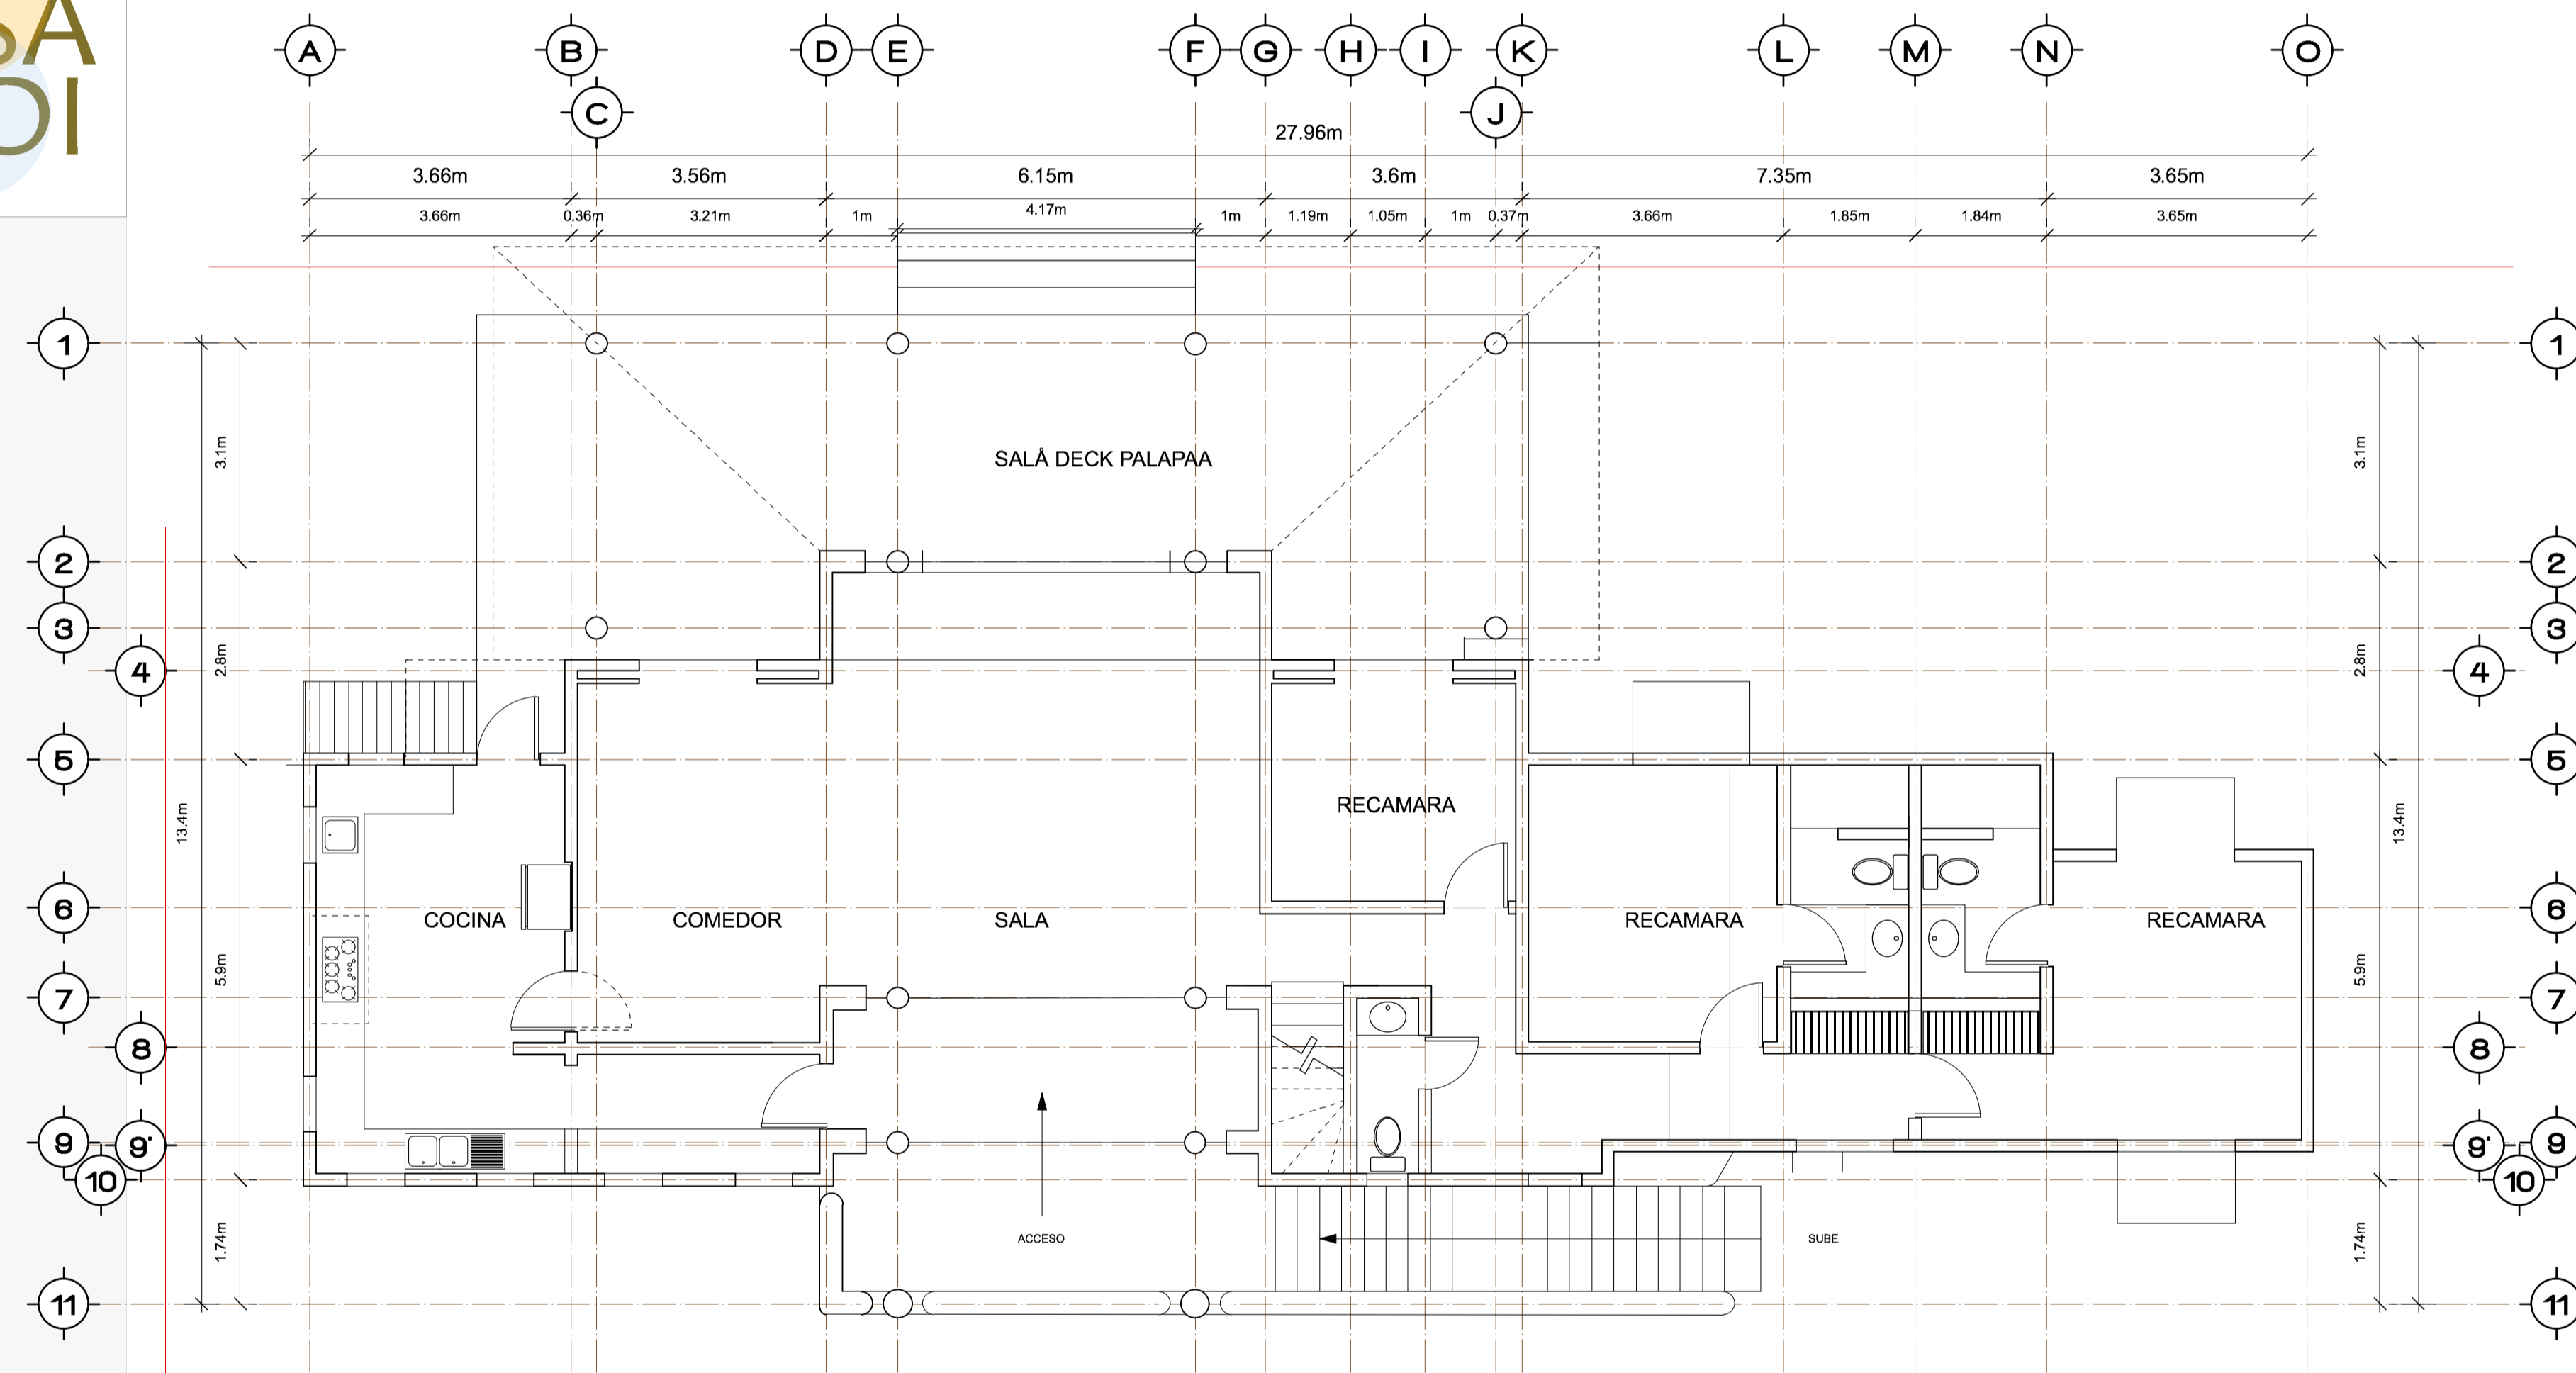 SA
DI
A B D E F G H I K L M N O
C J
27.96m
3.66m 3.56m 6.15m 3.6m 7.35m 3.65m
3.66m 0.36m 3.21m 1m 4.17m 1m 1.19m 1.05m 1m 0.37m 3.66m 1.85m 1.84m 3.65m
1 1
3.1m 3.1m
SALÅ DECK PALAPAA
2 2
3 3
2.8m 2.8m
4 4
5 5
13.4m 13.4m
RECAMARA
6 6
COCINA COMEDOR SALA RECAMARA RECAMARA
5.9m 5.9m
7 7
8 8
9 9' 9' 9
10 10
1.74m 1.74m
ACCESO SUBE
11 11